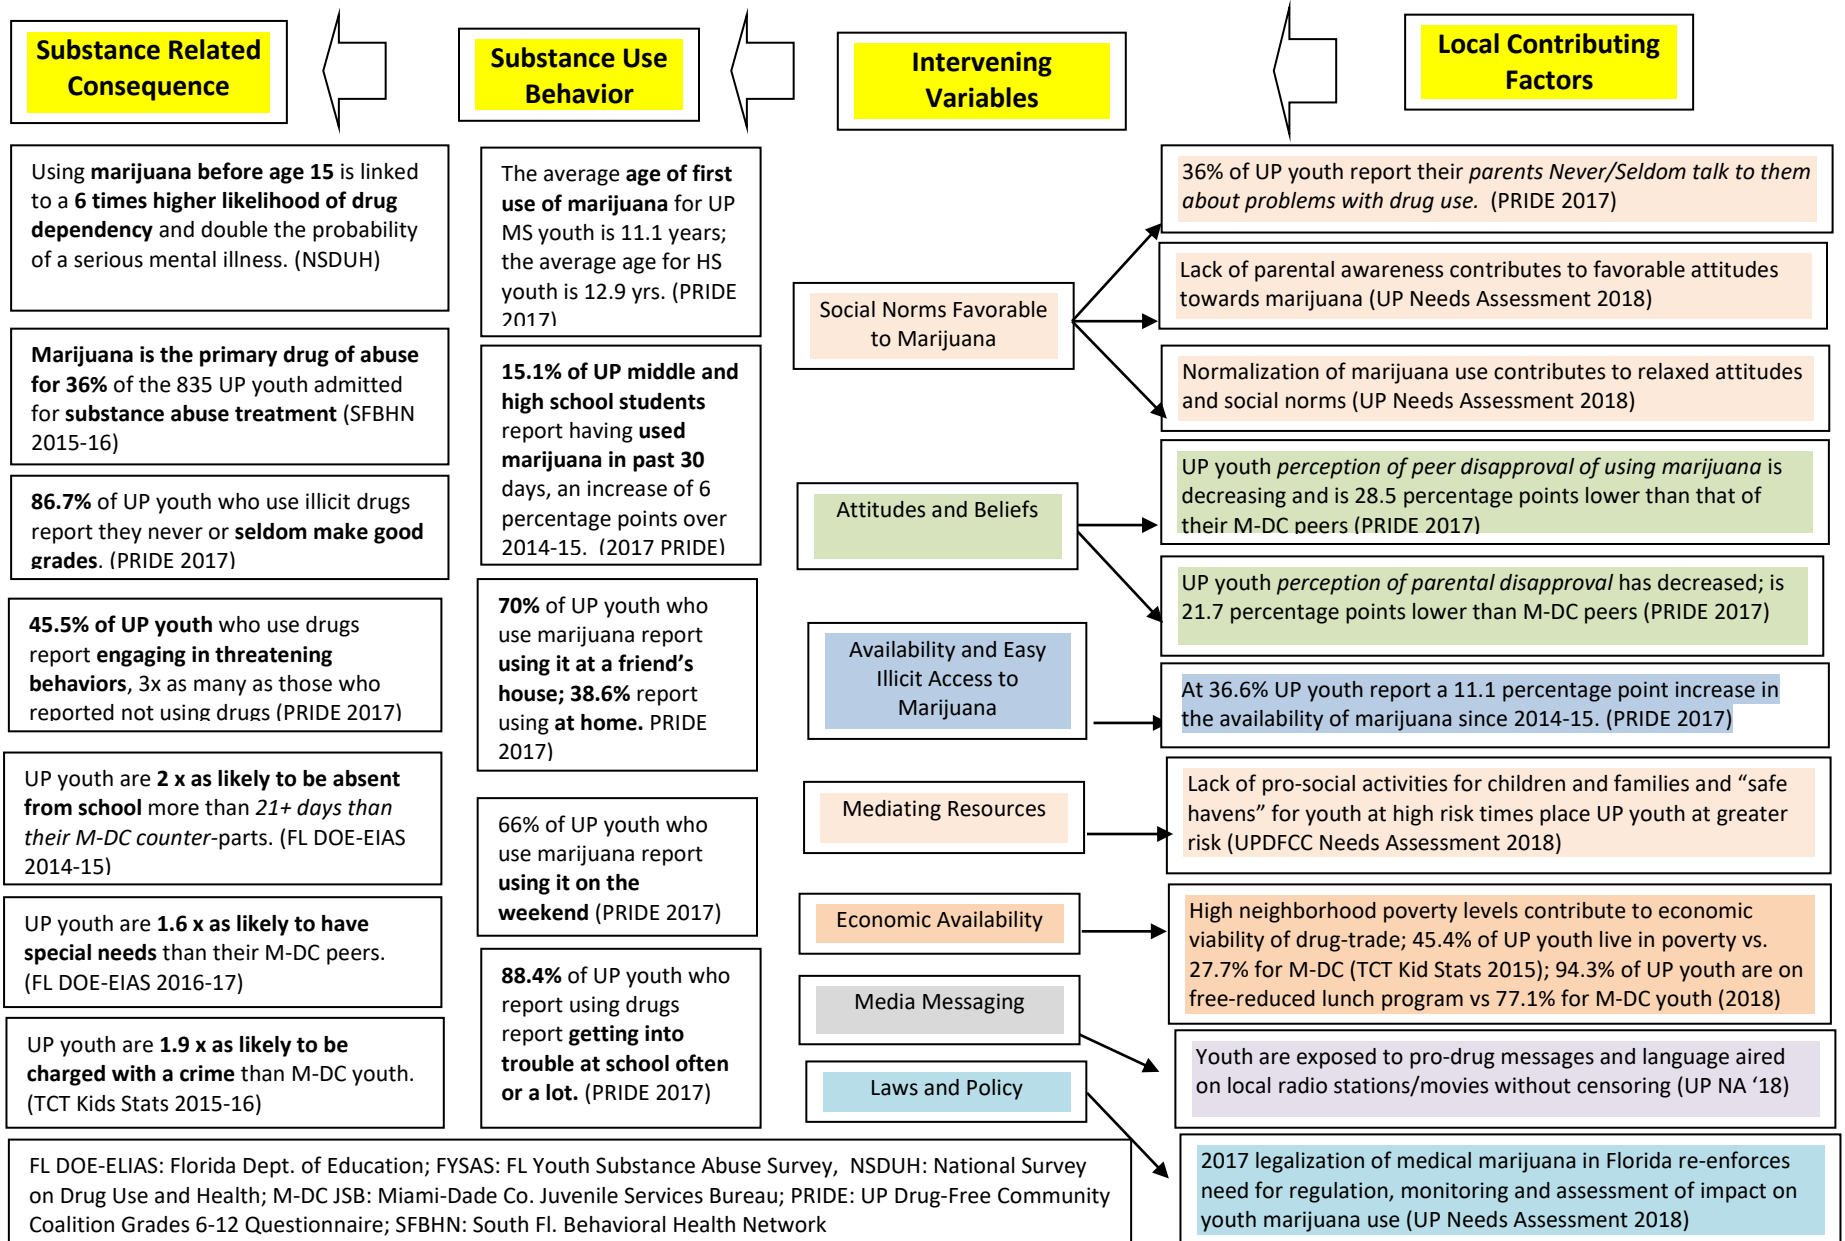 Substance Related
Consequence
Substance Use
Behavior
Intervening
Variables
Local Contributing
Factors
Using marijuana before age 15 is linked
to a 6 times higher likelihood of drug
dependency and double the probability
of a serious mental illness. (NSDUH)
Marijuana is the primary drug of abuse
for 36% of the 835 UP youth admitted
for substance abuse treatment (SFBHN
2015-16)
86.7% of UP youth who use illicit drugs
report they never or seldom make good
grades. (PRIDE 2017)
45.5% of UP youth who use drugs
report engaging in threatening
behaviors, 3x as many as those who
reported not using drugs (PRIDE 2017)
UP youth are 2 x as likely to be absent
from school more than 21+ days than
their M-DC counter-parts. (FL DOE-EIAS
2014-15)
UP youth are 1.6 x as likely to have
special needs than their M-DC peers.
(FL DOE-EIAS 2016-17)
UP youth are 1.9 x as likely to be
charged with a crime than M-DC youth.
(TCT Kids Stats 2015-16)
The average age of first
use of marijuana for UP
MS youth is 11.1 years;
the average age for HS
youth is 12.9 yrs. (PRIDE
2017)
15.1% of UP middle and
high school students
report having used
marijuana in past 30
days, an increase of 6
percentage points over
2014-15. (2017 PRIDE)
70% of UP youth who
use marijuana report
using it at a friend's
house; 38.6% report
using at home. PRIDE
2017)
66% of UP youth who
use marijuana report
using it on the
weekend (PRIDE 2017)
88.4% of UP youth who
report using drugs
report getting into
trouble at school often
or a lot. (PRIDE 2017)
Social Norms Favorable
to Marijuana
Attitudes and Beliefs
Availability and Easy
Illicit Access to
Marijuana
Mediating Resources
Economic Availability
Media Messaging
Laws and Policy
36% of UP youth report their parents Never/Seldom talk to them
about problems with drug use. (PRIDE 2017)
Lack of parental awareness contributes to favorable attitudes
towards marijuana (UP Needs Assessment 2018)
Normalization of marijuana use contributes to relaxed attitudes
and social norms (UP Needs Assessment 2018)
UP youth perception of peer disapproval of using marijuana is
decreasing and is 28.5 percentage points lower than that of
their M-DC peers (PRIDE 2017)
UP youth perception of parental disapproval has decreased; is
21.7 percentage points lower than M-DC peers (PRIDE 2017)
At 36.6% UP youth report a 11.1 percentage point increase in
the availability of marijuana since 2014-15. (PRIDE 2017)
Lack of pro-social activities for children and families and “safe
havens” for youth at high risk times place UP youth at greater
risk (UPDFCC Needs Assessment 2018)
High neighborhood poverty levels contribute to economic
viability of drug-trade; 45.4% of UP youth live in poverty vs.
27.7% for M-DC (TCT Kid Stats 2015); 94.3% of UP youth are on
free-reduced lunch program vs 77.1% for M-DC youth (2018)
Youth are exposed to pro-drug messages and language aired
on local radio stations/movies without censoring (UP NA ‘18)
2017 legalization of medical marijuana in Florida re-enforces
need for regulation, monitoring and assessment of impact on
youth marijuana use (UP Needs Assessment 2018)
FL DOE-ELIAS: Florida Dept. of Education; FYSAS: FL Youth Substance Abuse Survey, NSDUH: National Survey
on Drug Use and Health; M-DC JSB: Miami-Dade Co. Juvenile Services Bureau; PRIDE: UP Drug-Free Community
Coalition Grades 6-12 Questionnaire; SFBHN: South Fl. Behavioral Health Network